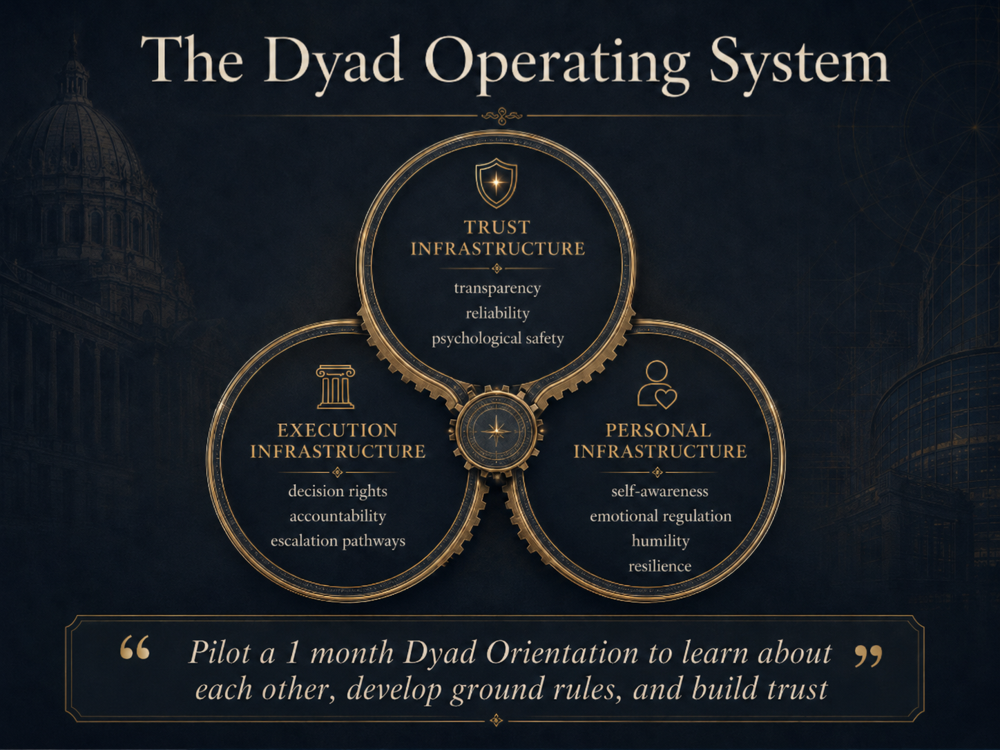 The Dyad Operating System
TRUST
INFRASTRUCTURE
transparency
reliability
psychological safety
EXECUTION
INFRASTRUCTURE
decision rights
accountability
escalation pathways
PERSONAL
INFRASTRUCTURE
self-awareness
emotional regulation
humility
resilience
“ Pilot a 1 month Dyad Orientation to learn about
each other, develop ground rules, and build trust ”